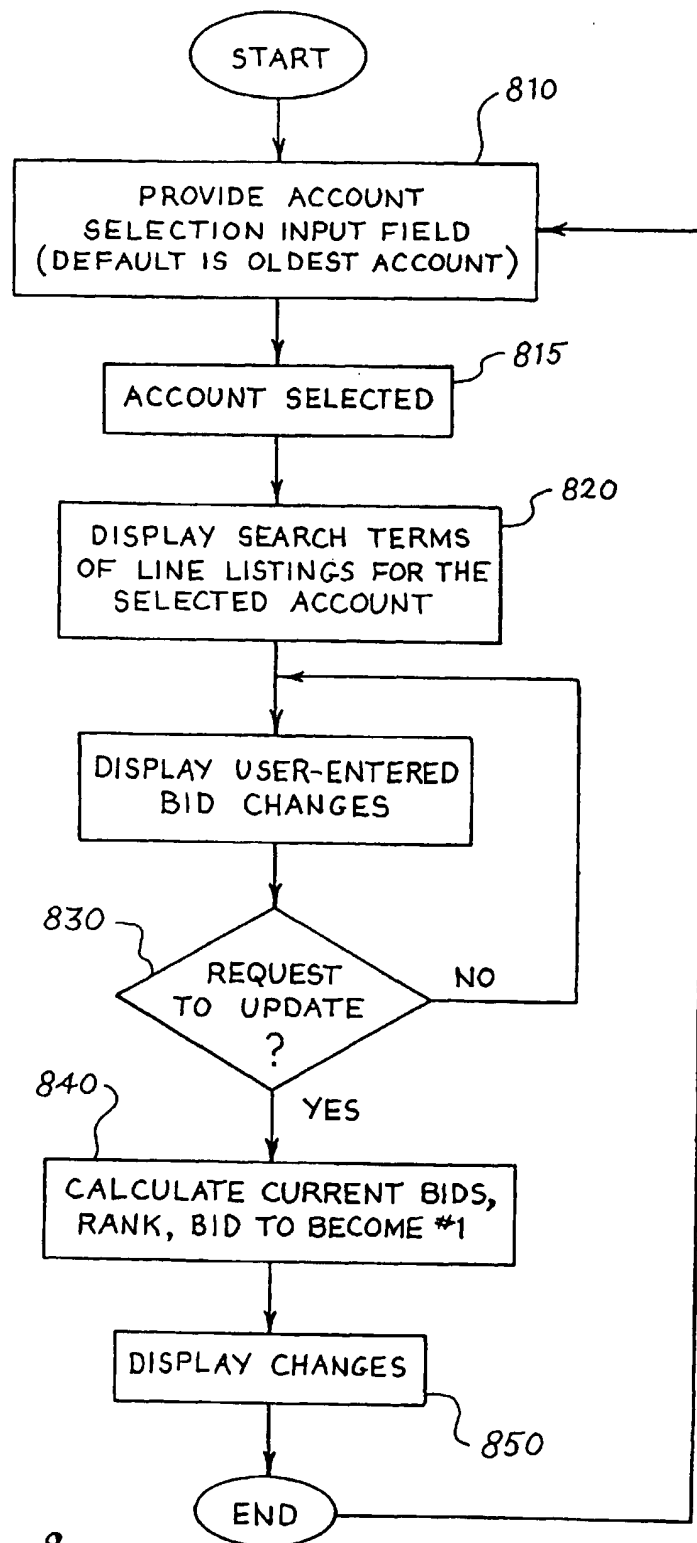 START
810
PROVIDE ACCOUNT
SELECTION INPUT FIELD
(DEFAULT IS OLDEST ACCOUNT)
815
ACCOUNT SELECTED
820
DISPLAY SEARCH TERMS
OF LINE LISTINGS FOR THE
SELECTED ACCOUNT
DISPLAY USER-ENTERED
BID CHANGES
830
REQUEST
TO UPDATE
?
NO
YES
840
CALCULATE CURRENT BIDS,
RANK, BID TO BECOME #1
DISPLAY CHANGES
850
END